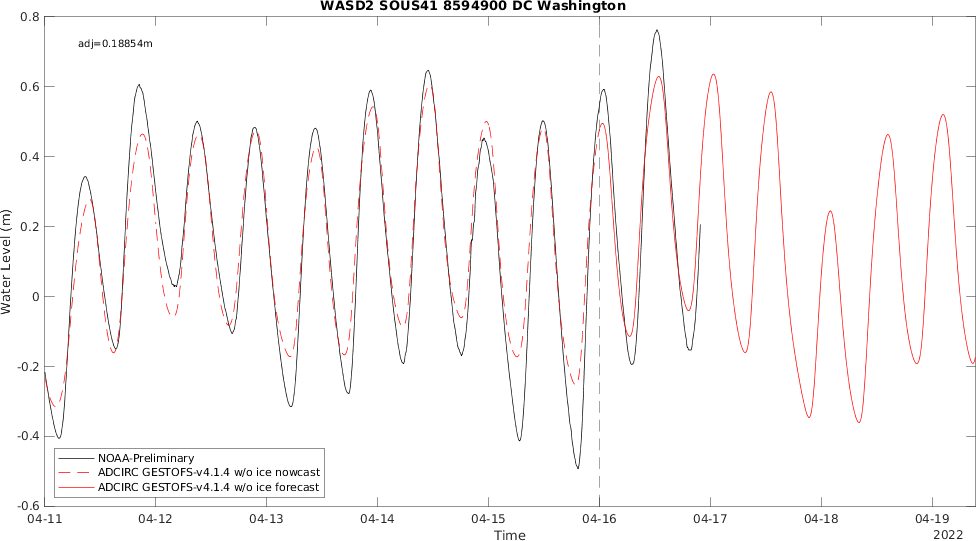 WASD2 SOUS41 8594900 DC Washington
adj=0.18854m
0.8
0.6
0.4
0.2
0
-0.2
-0.4
-0.6
Water Level (m)
NOAA-Preliminary
ADCIRC GESTOFS-v4.1.4 w/o ice nowcast
ADCIRC GESTOFS-v4.1.4 w/o ice forecast
04-11 04-12 04-13 04-14 04-15 04-16 04-17 04-18 04-19
Time
2022